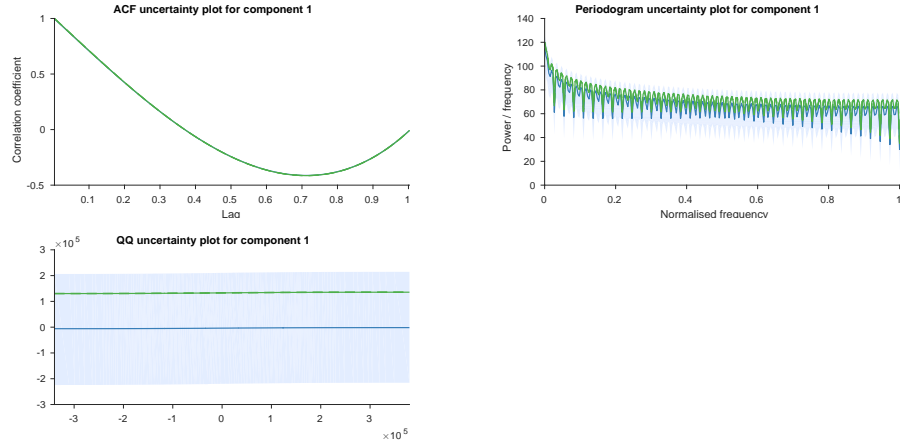 ACF uncertainty plot for component 1
1
0.5
0
-0.5
Correlation coefficient
0.1 0.2 0.3 0.4 0.5 0.6 0.7 0.8 0.9 1
Lag
Periodogram uncertainty plot for component 1
140
120
100
80
60
40
20
0
Power / frequency
0 0.2 0.4 0.6 0.8 1
Normalised frequency
QQ uncertainty plot for component 1
×10^5
3
2
1
0
-1
-2
-3
-3 -2 -1 0 1 2 3
×10^5